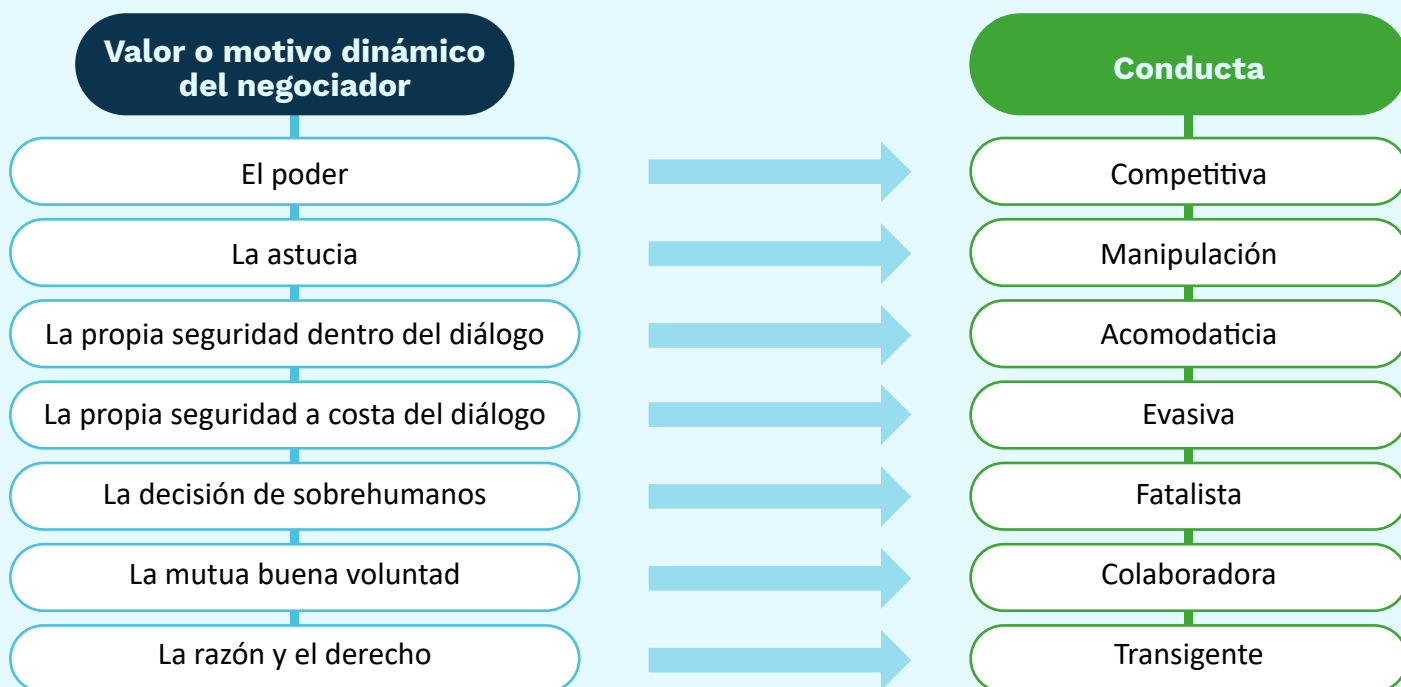 Valor o motivo dinámico
del negociador
Conducta
El poder
Competitiva
La astucia
Manipulación
La propia seguridad dentro del diálogo
Acomodaticia
La propia seguridad a costa del diálogo
Evasiva
La decisión de sobrehumanos
Fatalista
La mutua buena voluntad
Colaboradora
La razón y el derecho
Transigente